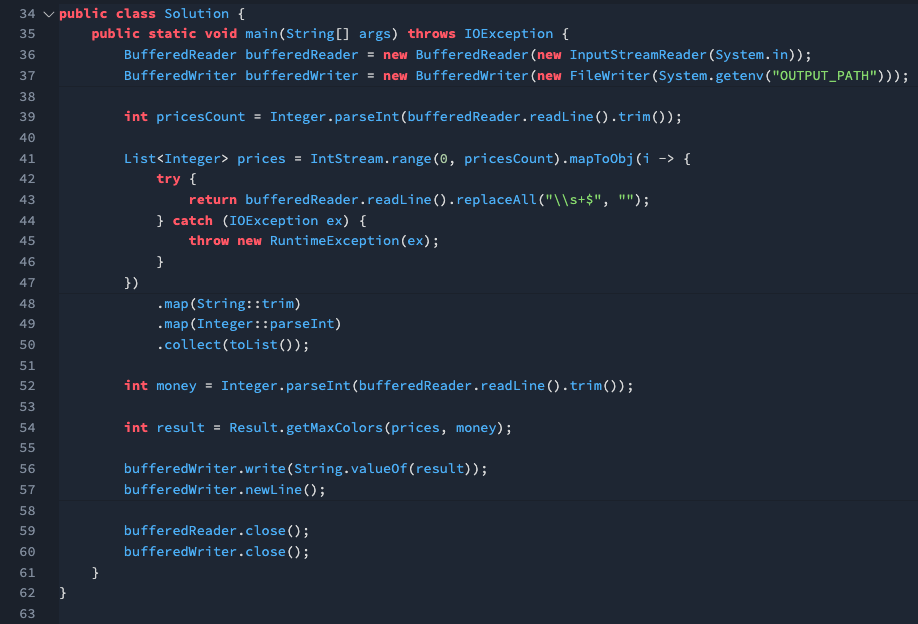 34 public class Solution {
35 public static void main(String[] args) throws IOException {
36 BufferedReader bufferedReader = new BufferedReader(new InputStreamReader(System.in));
37 BufferedWriter bufferedWriter = new BufferedWriter(new FileWriter(System.getenv("OUTPUT_PATH")));
38
39 int pricesCount = Integer.parseInt(bufferedReader.readLine().trim());
40
41 List<Integer> prices = IntStream.range(0, pricesCount).mapToObj(i -> {
42 try {
43 return bufferedReader.readLine().replaceAll("\\s+$", "");
44 } catch (IOException ex) {
45 throw new RuntimeException(ex);
46 }
47 })
48 .map(String::trim)
49 .map(Integer::parseInt)
50 .collect(toList());
51
52 int money = Integer.parseInt(bufferedReader.readLine().trim());
53
54 int result = Result.getMaxColors(prices, money);
55
56 bufferedWriter.write(String.valueOf(result));
57 bufferedWriter.newLine();
58
59 bufferedReader.close();
60 bufferedWriter.close();
61 }
62 }
63